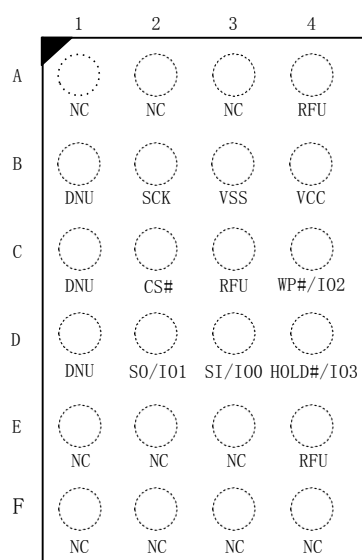 1 2 3 4
A
NC NC NC RFU
B
DNU SCK VSS VCC
C
DNU CS# RFU WP#/IO2
D
DNU SO/IO1 SI/IO0 HOLD#/IO3
E
NC NC NC RFU
F
NC NC NC NC